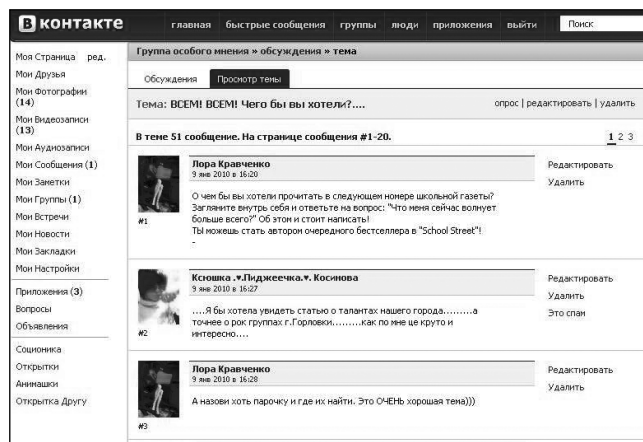 В контакте
главная быстрые сообщения группы люди приложения выйти Поиск
Моя Страница ред.
Мои Друзья
Мои Фотографии
(14)
Мои Видеозаписи
(13)
Мои Аудиозаписи
Мои Сообщения (1)
Мои Заметки
Мои Группы (1)
Мои Встречи
Мои Новости
Мои Закладки
Мои Настройки
Приложения (3)
Вопросы
Объявления
Соционика
Открытки
Анимашки
Открытка Другу
Группа особого мнения » обсуждения » тема
Обсуждения Просмотр темы
Тема: ВСЕМ! ВСЕМ! Чего бы вы хотели?....
опрос | редактировать | удалить
В теме 51 сообщение. На странице сообщения #1-20.
1 2 3
Лора Кравченко
9 янв 2010 в 16:20
О чем бы вы хотели прочитать в следующем номере школьной газеты?
Загляните внутрь себя и ответьте на вопрос: "Что меня сейчас волнует
больше всего?" Об этом и стоит написать!
ТЫ можешь стать автором очередного бестселлера в "School Street"!
-
#1
Редактировать
Удалить
Ксюшка .♥.Пиджеечка.♥. Косинова
9 янв 2010 в 16:27
....Я бы хотела увидеть статью о талантах нашего города.........а
точнее о рок группах г.Горловки.........как по мне це круто и
интересно....
#2
Редактировать
Удалить
Это спам
Лора Кравченко
9 янв 2010 в 16:28
А назови хоть парочку и где их найти. Это ОЧЕНЬ хорошая тема)))
#3
Редактировать
Удалить